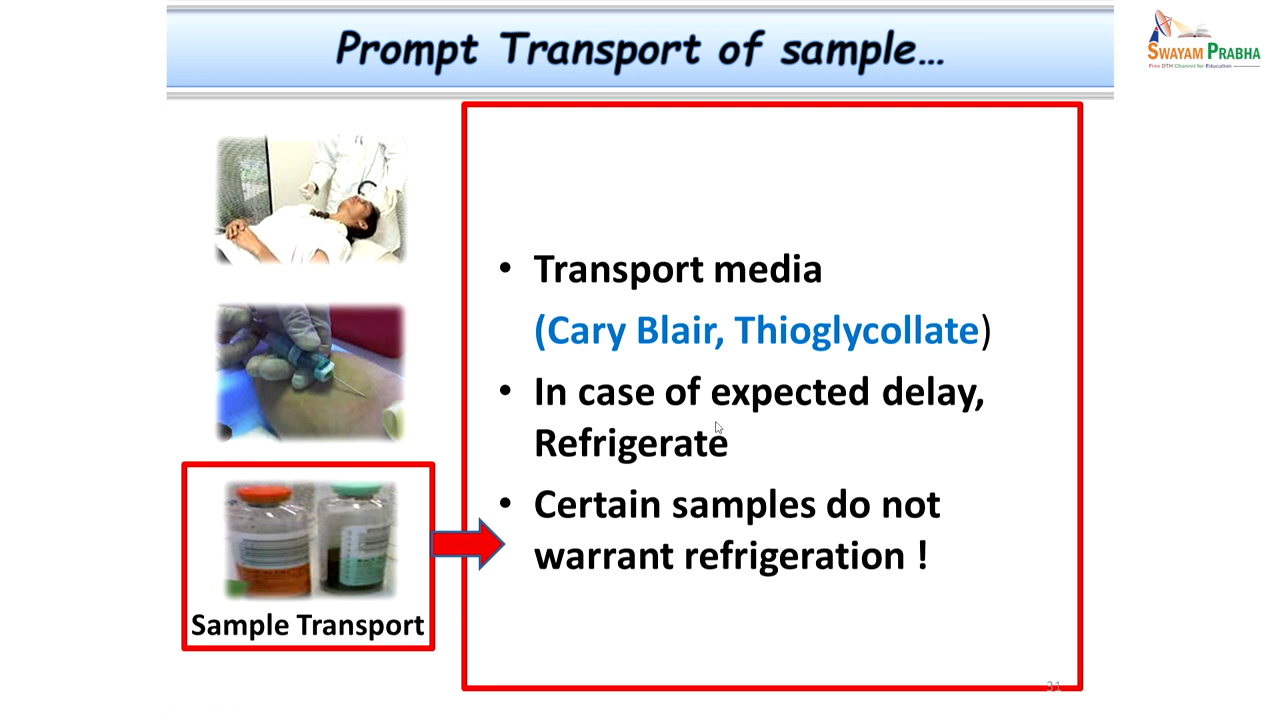 Prompt Transport of sample...
SWAYAM PRABHA
Free DTH Channel for Education
• Transport media
(Cary Blair, Thioglycollate)
• In case of expected delay,
Refrigerate
• Certain samples do not
warrant refrigeration !
Sample Transport
31